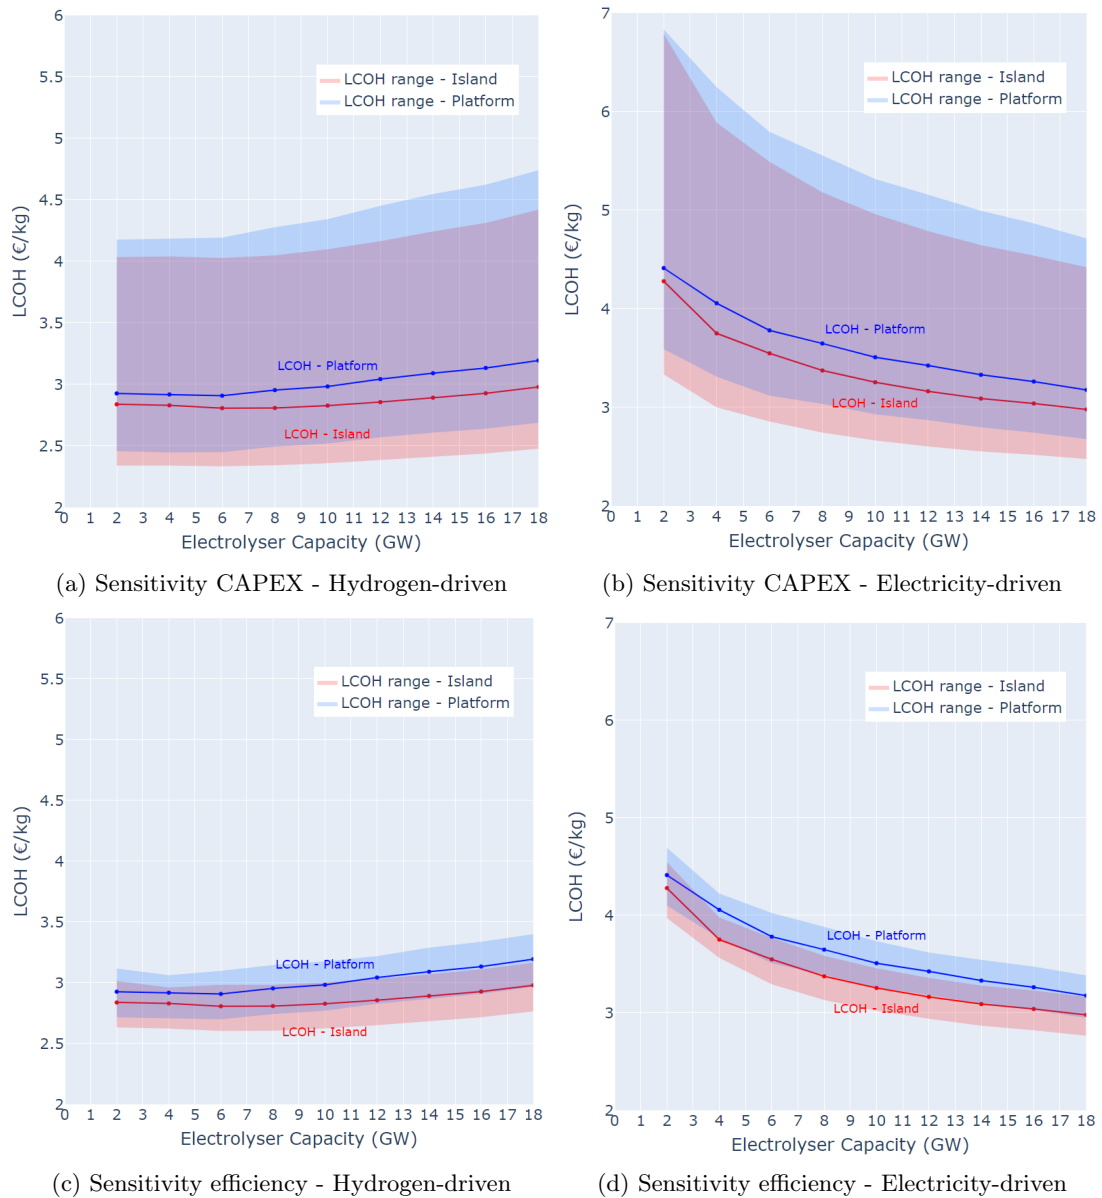 6
5.5
5
4.5
4
3.5
3
2.5
2
LCOH (€/kg)
LCOH range - Island
LCOH range - Platform
LCOH - Platform
LCOH - Island
0 1 2 3 4 5 6 7 8 9 10 11 12 13 14 15 16 17 18
Electrolyser Capacity (GW)
(a) Sensitivity CAPEX - Hydrogen-driven
7
6
5
4
3
2
LCOH (€/kg)
LCOH range - Island
LCOH range - Platform
LCOH - Platform
LCOH - Island
0 1 2 3 4 5 6 7 8 9 10 11 12 13 14 15 16 17 18
Electrolyser Capacity (GW)
(b) Sensitivity CAPEX - Electricity-driven
6
5.5
5
4.5
4
3.5
3
2.5
2
LCOH (€/kg)
LCOH range - Island
LCOH range - Platform
LCOH - Platform
LCOH - Island
0 1 2 3 4 5 6 7 8 9 10 11 12 13 14 15 16 17 18
Electrolyser Capacity (GW)
(c) Sensitivity efficiency - Hydrogen-driven
7
6
5
4
3
2
LCOH (€/kg)
LCOH range - Island
LCOH range - Platform
LCOH - Platform
LCOH - Island
0 1 2 3 4 5 6 7 8 9 10 11 12 13 14 15 16 17 18
Electrolyser Capacity (GW)
(d) Sensitivity efficiency - Electricity-driven